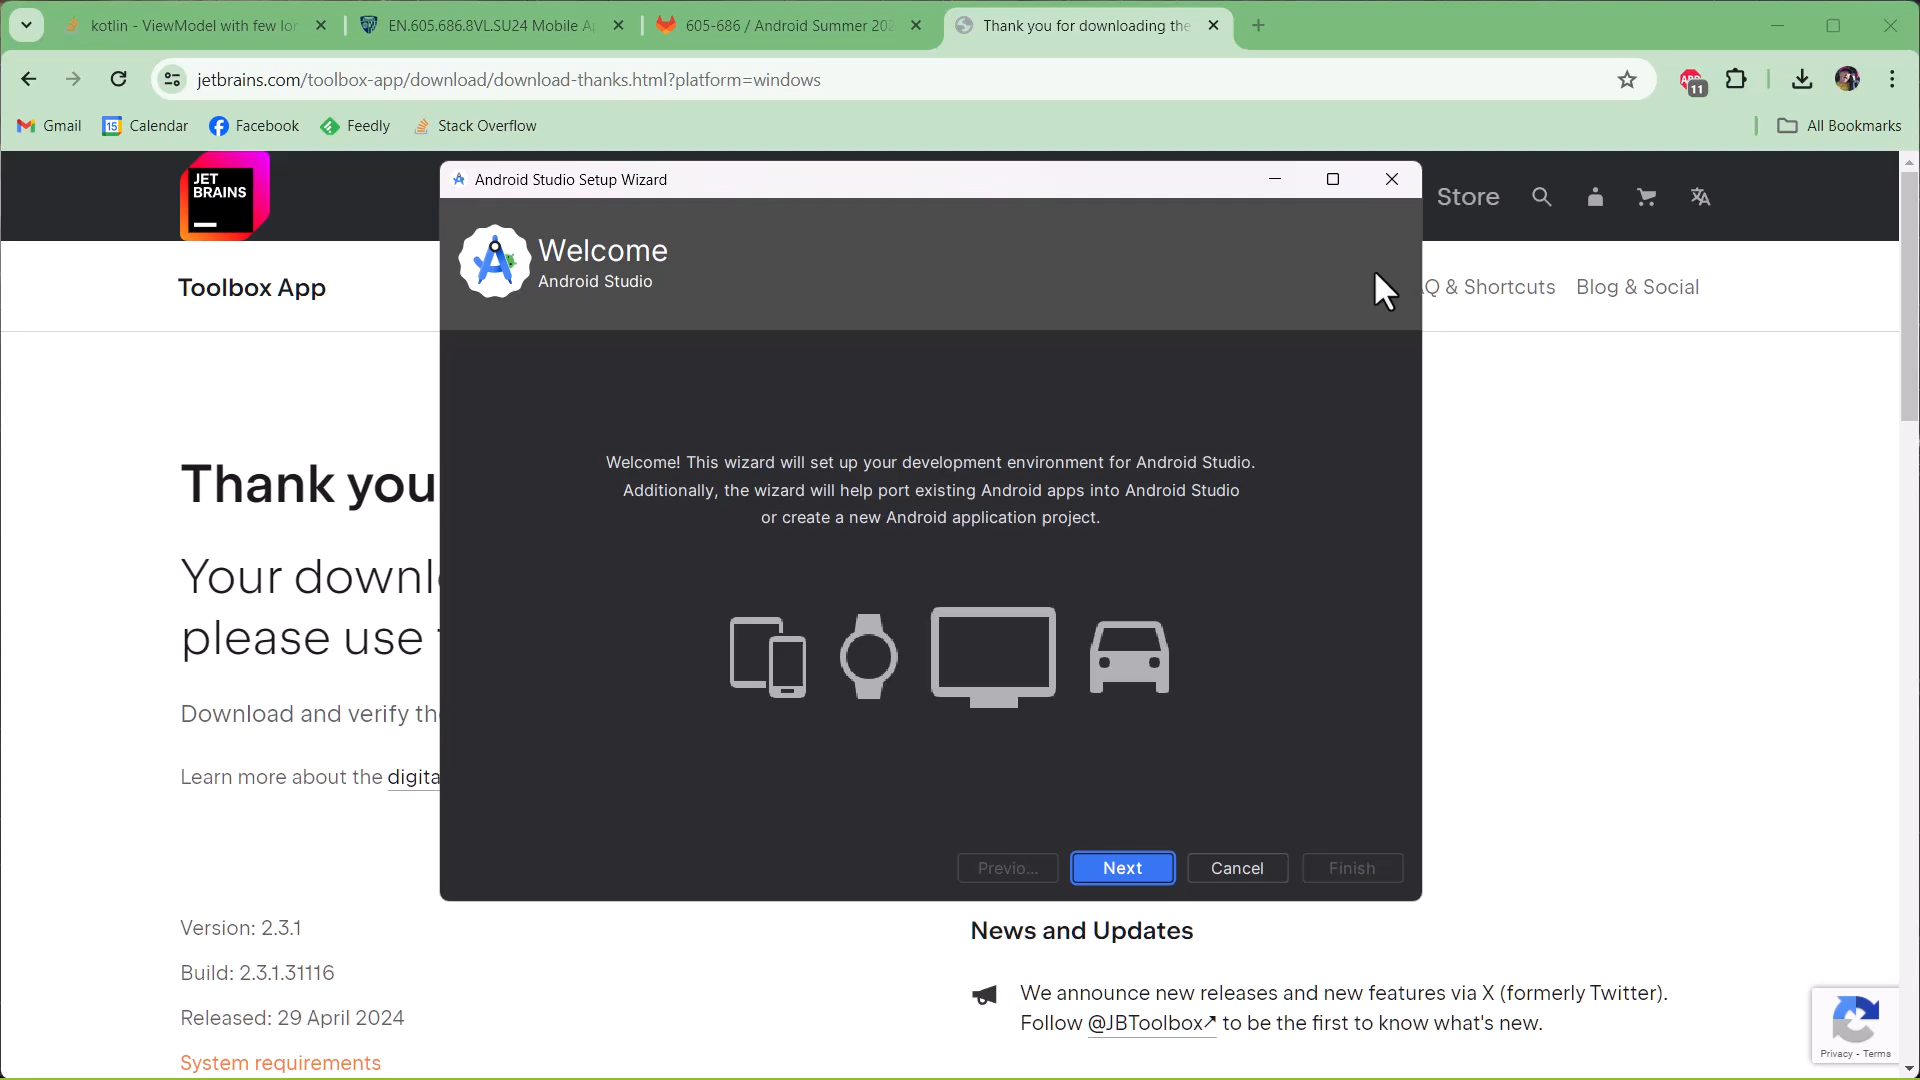 kotlin - ViewModel with few lor
EN.605.686.8VL.SU24 Mobile A
605-686 / Android Summer 202
Thank you for downloading the
jetbrains.com/toolbox-app/download/download-thanks.html?platform=windows
11
Gmail
15 Calendar
Facebook
Feedly
Stack Overflow
All Bookmarks
JET
BRAINS
Store
Android Studio Setup Wizard
Welcome
Android Studio
Toolbox App
Q & Shortcuts
Blog & Social
Welcome! This wizard will set up your development environment for Android Studio.
Additionally, the wizard will help port existing Android apps into Android Studio
or create a new Android application project.
Thank you
Your downl
please use
Download and verify th
Learn more about the digita
Previo...
Next
Cancel
Finish
Version: 2.3.1
Build: 2.3.1.31116
Released: 29 April 2024
System requirements
News and Updates
We announce new releases and new features via X (formerly Twitter).
Follow @JBToolbox↗ to be the first to know what's new.
Privacy - Terms